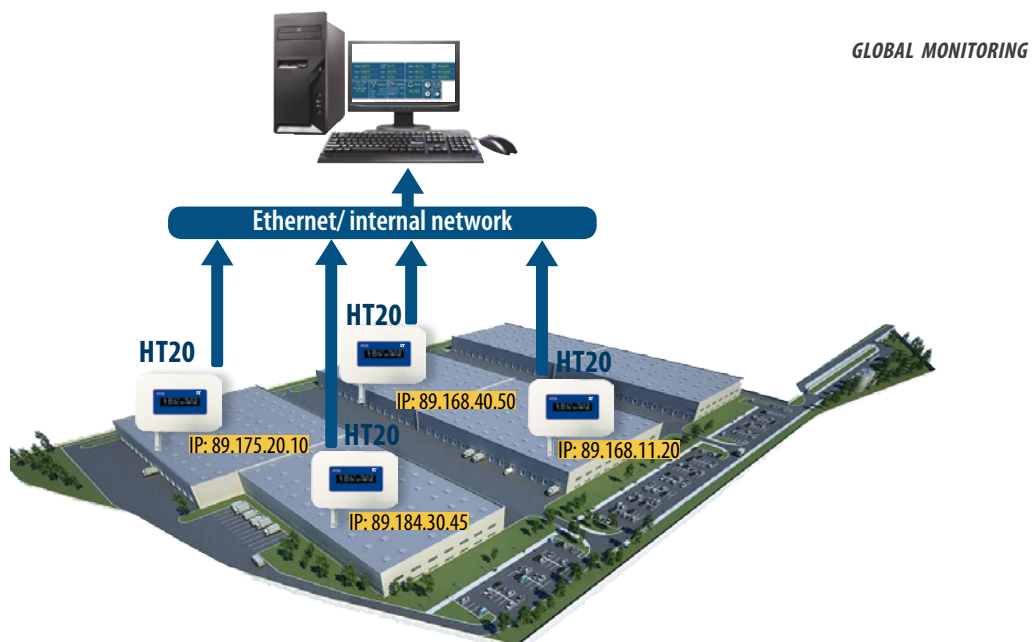 GLOBAL MONITORING
Ethernet/ internal network
HT20
HT20
HT20
IP: 89.168.40.50
HT20
IP: 89.175.20.10
IP: 89.168.11.20
IP: 89.184.30.45